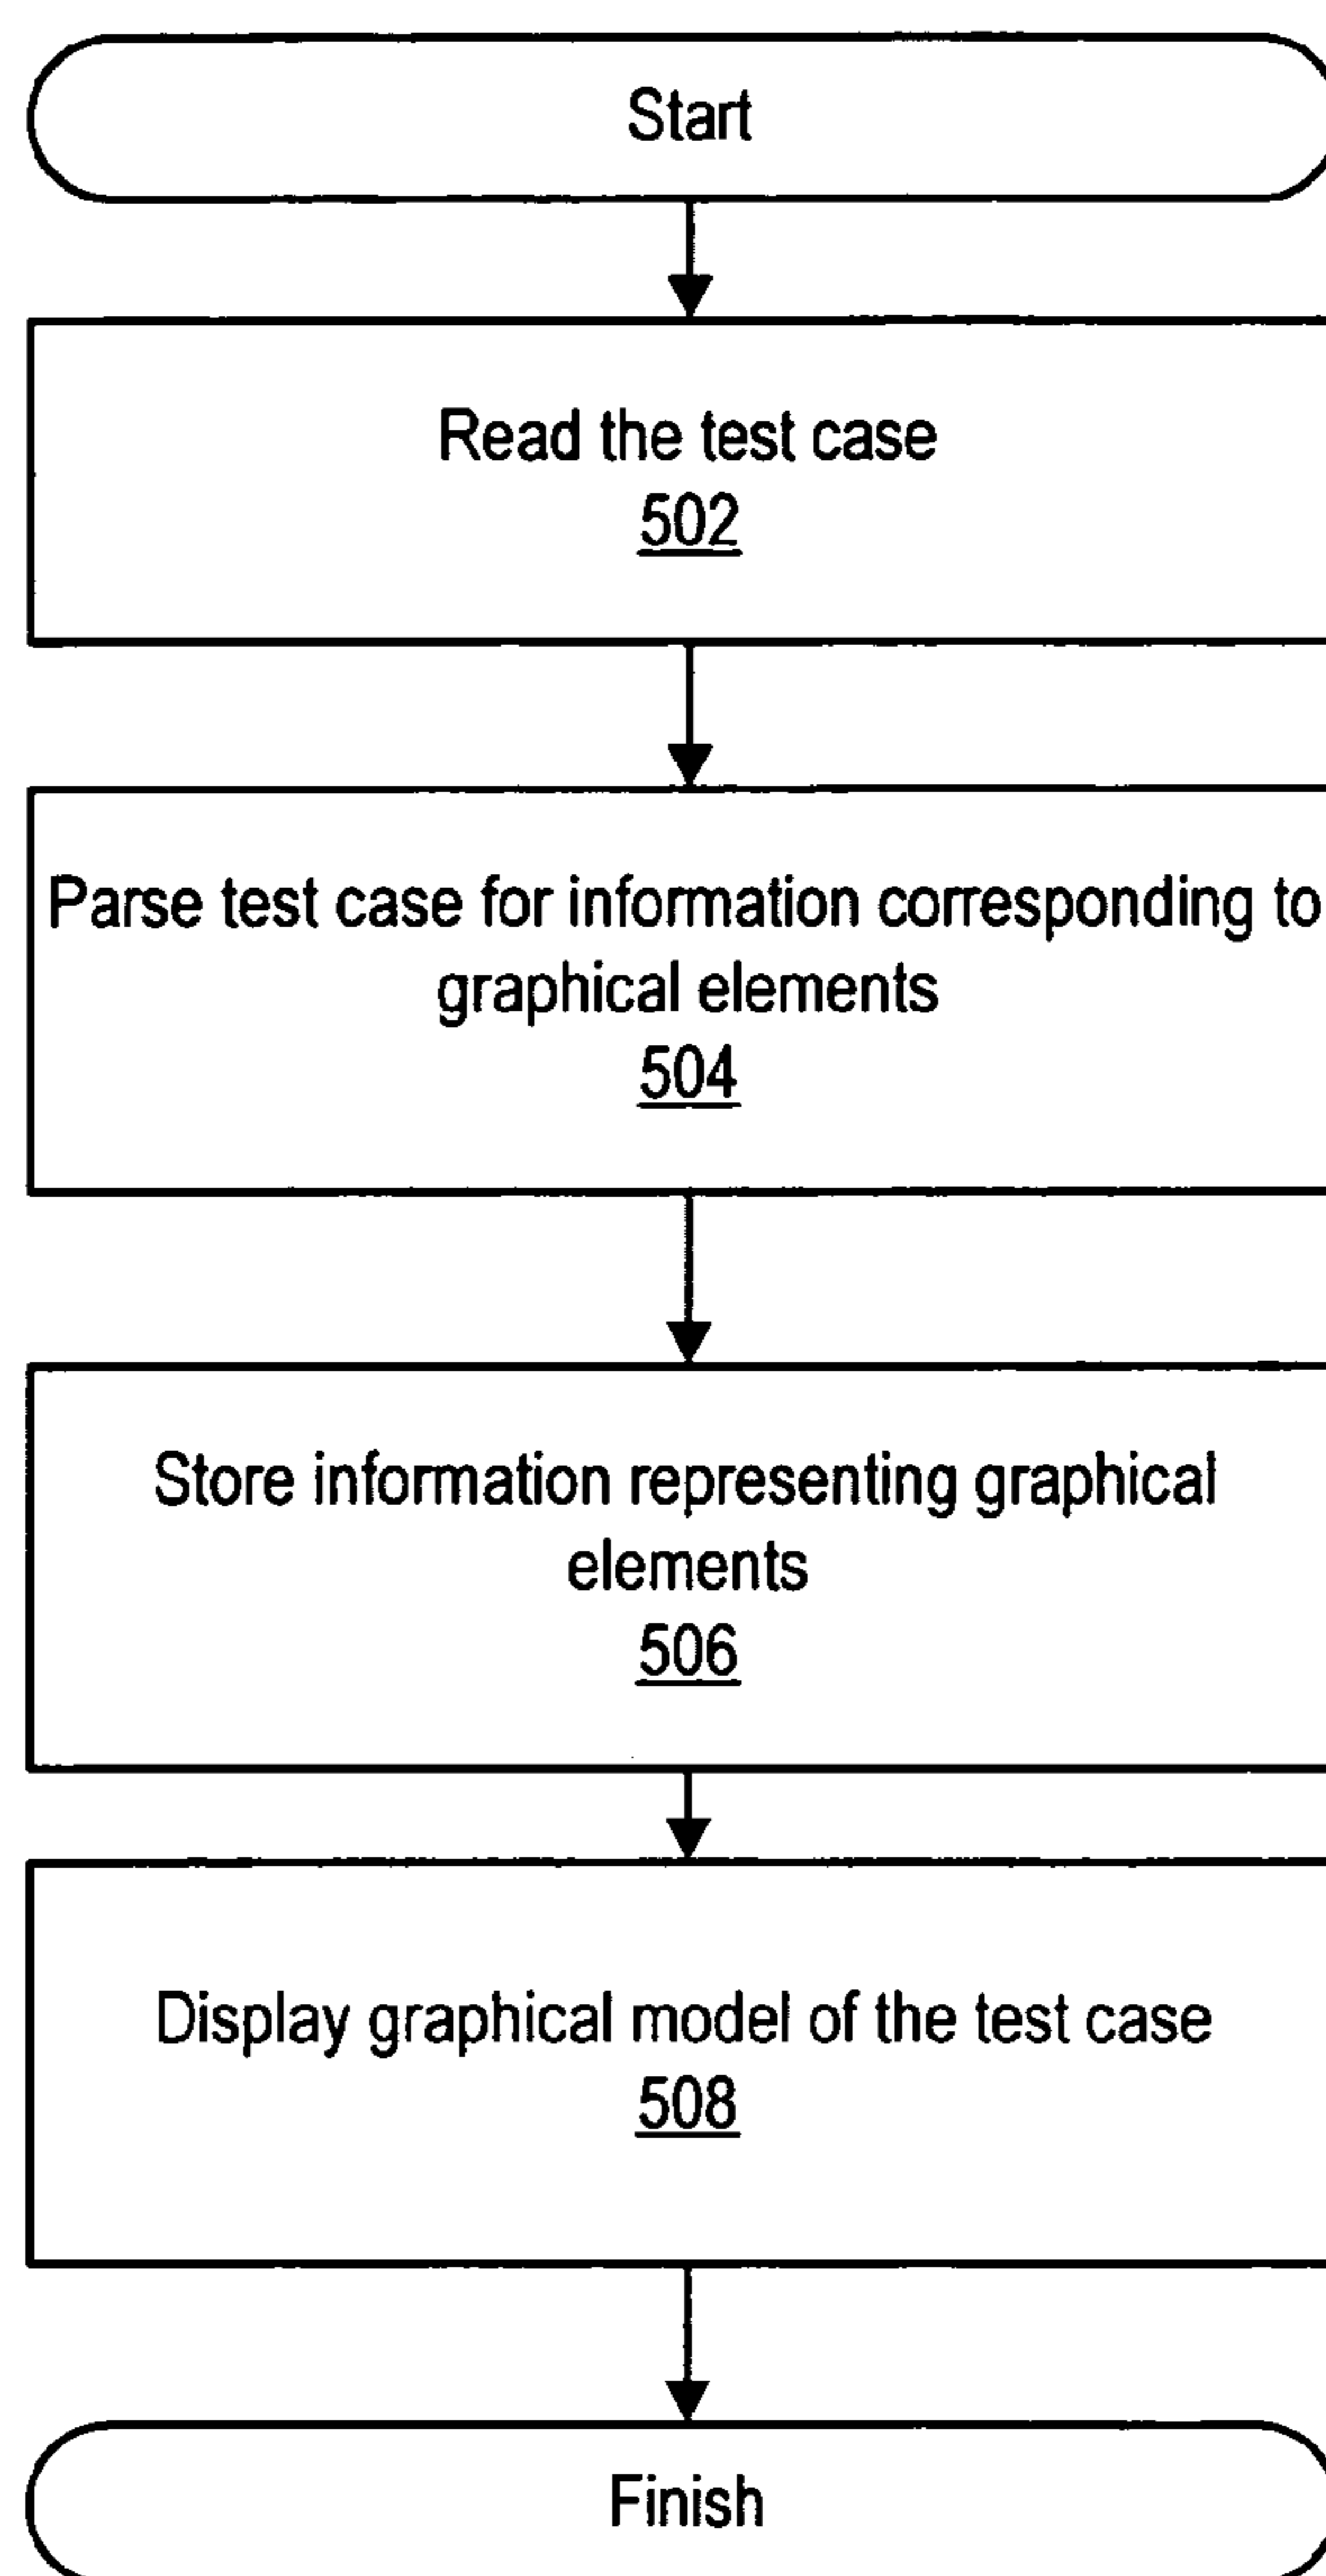 Start
Read the test case
502
Parse test case for information corresponding to
graphical elements
504
Store information representing graphical
elements
506
Display graphical model of the test case
508
Finish